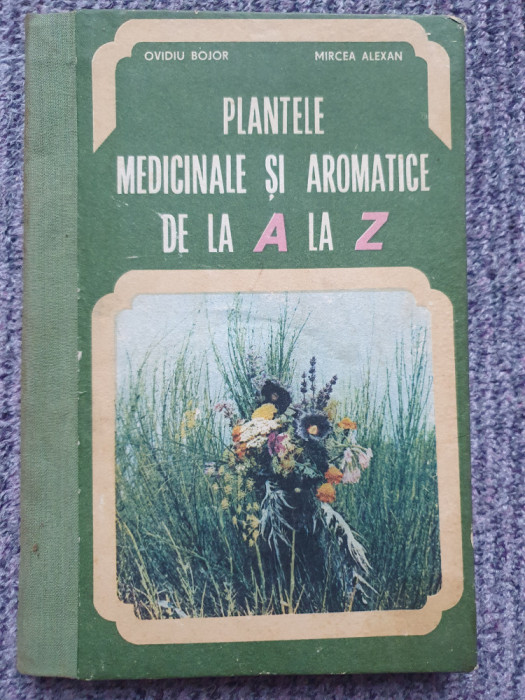 OVIDIU BOJOR MIRCEA ALEXAN
PLANTELE
MEDICINALE ȘI AROMATICE
DE LA A LA Z